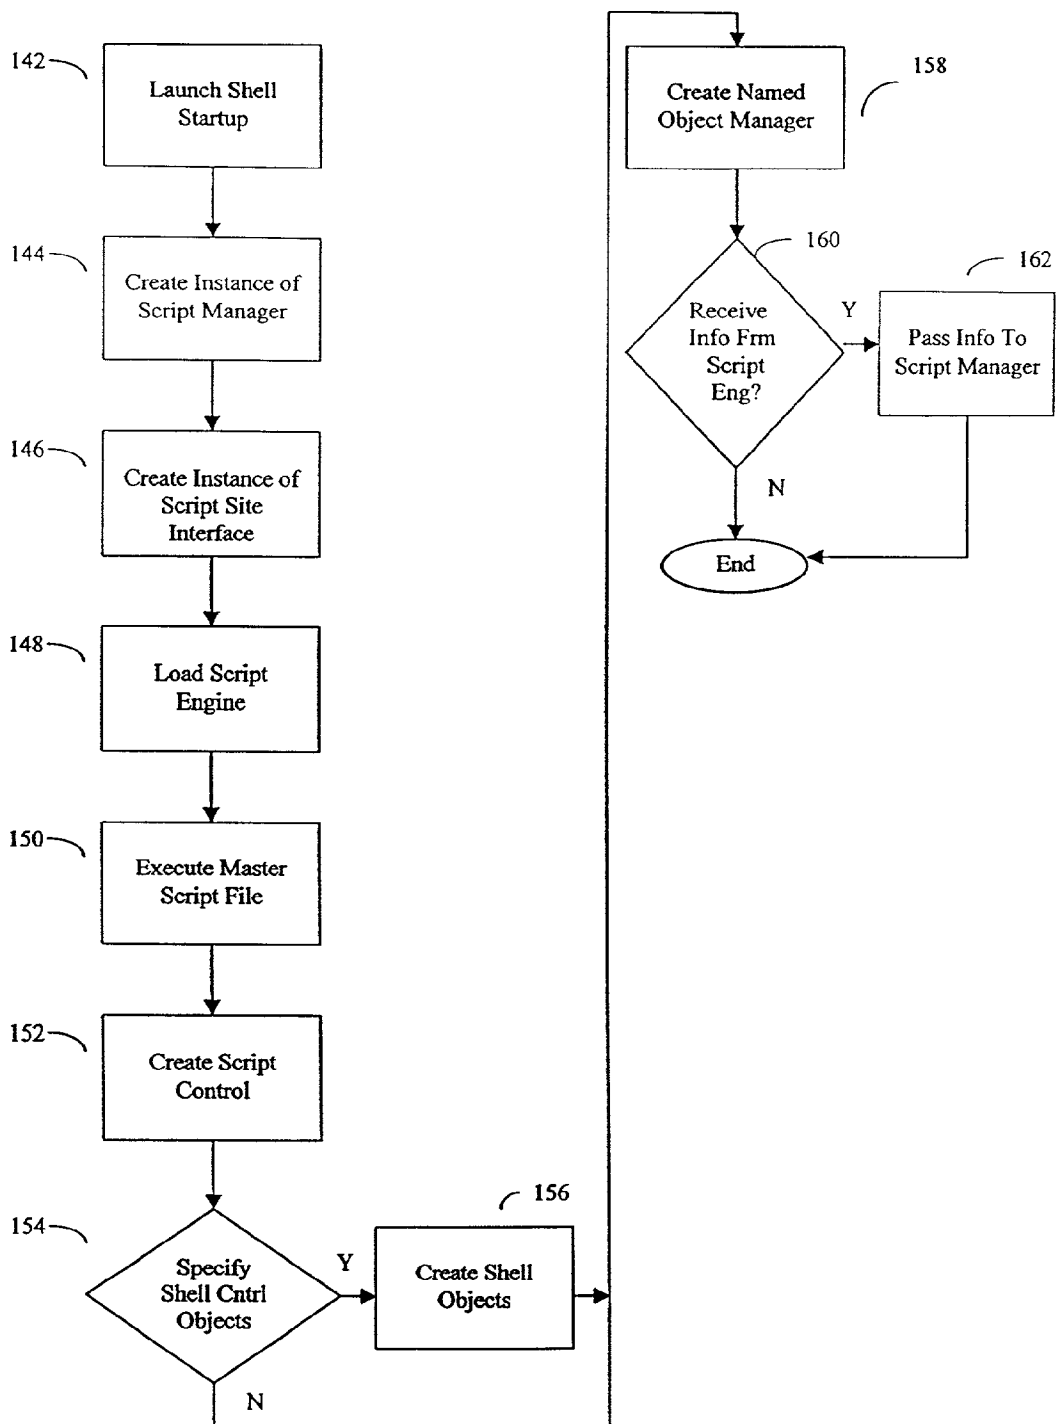 142
Launch Shell
Startup
144
Create Instance of
Script Manager
146
Create Instance of
Script Site
Interface
148
Load Script
Engine
150
Execute Master
Script File
152
Create Script
Control
154
Specify
Shell Cntrl
Objects
Y
N
156
Create Shell
Objects
158
Create Named
Object Manager
160
Receive
Info Frm
Script
Eng?
Y
N
162
Pass Info To
Script Manager
End